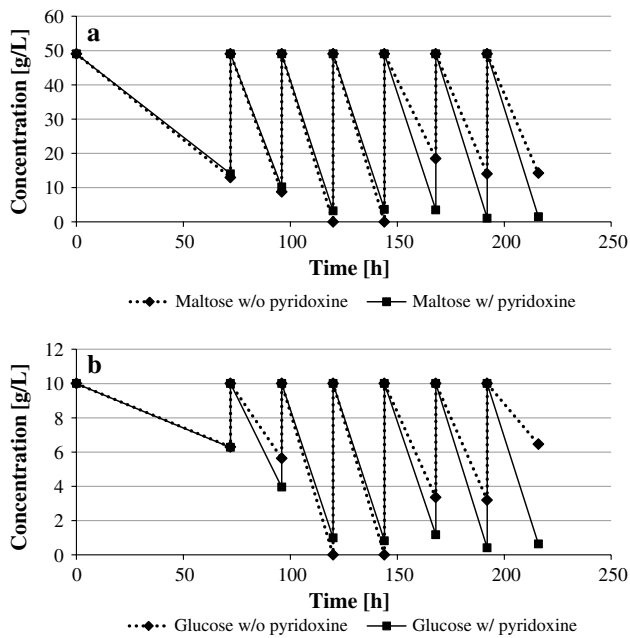 a
Concentration [g/L]
60
50
40
30
20
10
0
0 50 100 150 200 250
Time [h]
Maltose w/o pyridoxine Maltose w/ pyridoxine
b
Concentration [g/L]
12
10
8
6
4
2
0
0 50 100 150 200 250
Time [h]
Glucose w/o pyridoxine Glucose w/ pyridoxine